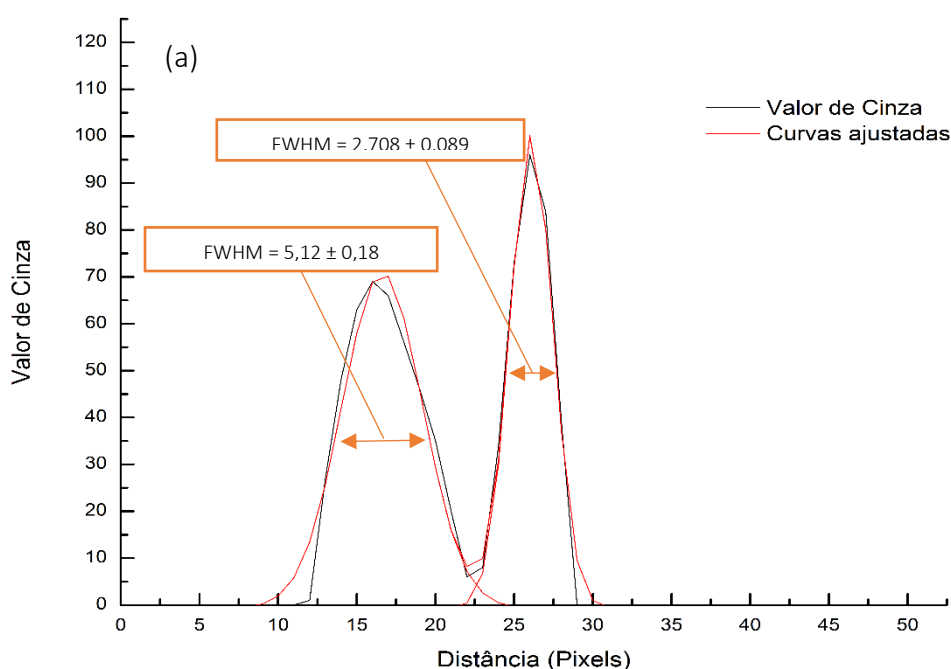 (a)
Valor de Cinza
Curvas ajustadas
FWHM = 2.708 ± 0.089
FWHM = 5,12 ± 0,18
Valor de Cinza
120
110
100
90
80
70
60
50
40
30
20
10
0
0 5 10 15 20 25 30 35 40 45 50
Distância (Pixels)